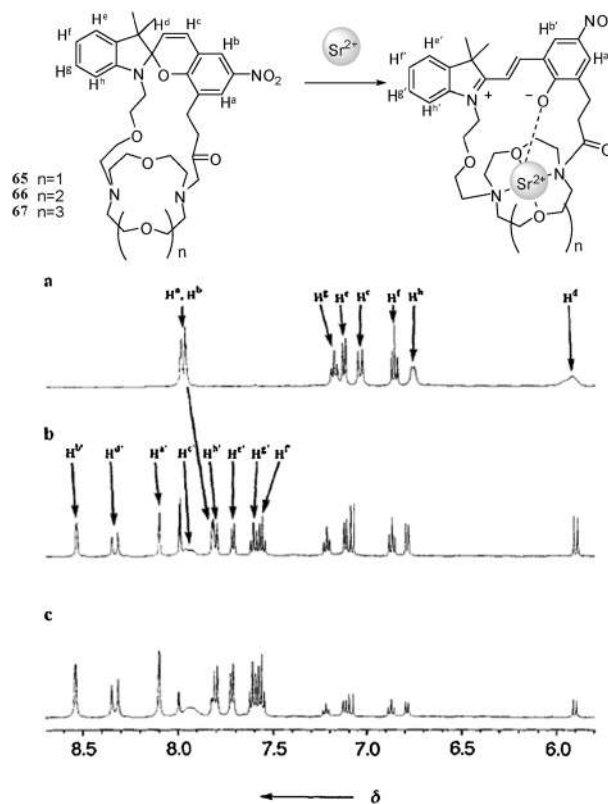 Hᵈ Hᶜ
Hᵉ
Hᶠ Hᵇ
Hᵍ N O NO₂
Hʰ Hᵃ
O
O
65 n=1
66 n=2
67 n=3
O
N N
O
n
Sr²⁺
NO₂
Hᵉ' Hᵇ'
Hᶠ' Hᵃ'
Hᵍ' N + − O
Hʰ'
O
O N O
N Sr²⁺
O
n
a
Hᵃ, Hᵇ Hᵍ Hᵉ Hᶜ Hᶠ Hʰ Hᵈ
b
Hᵇ' Hᵈ' Hᵃ' Hᶜ' Hʰ' Hᵉ' Hᵍ' Hᶠ'
c
8.5 8.0 7.5 7.0 6.5 6.0
δ